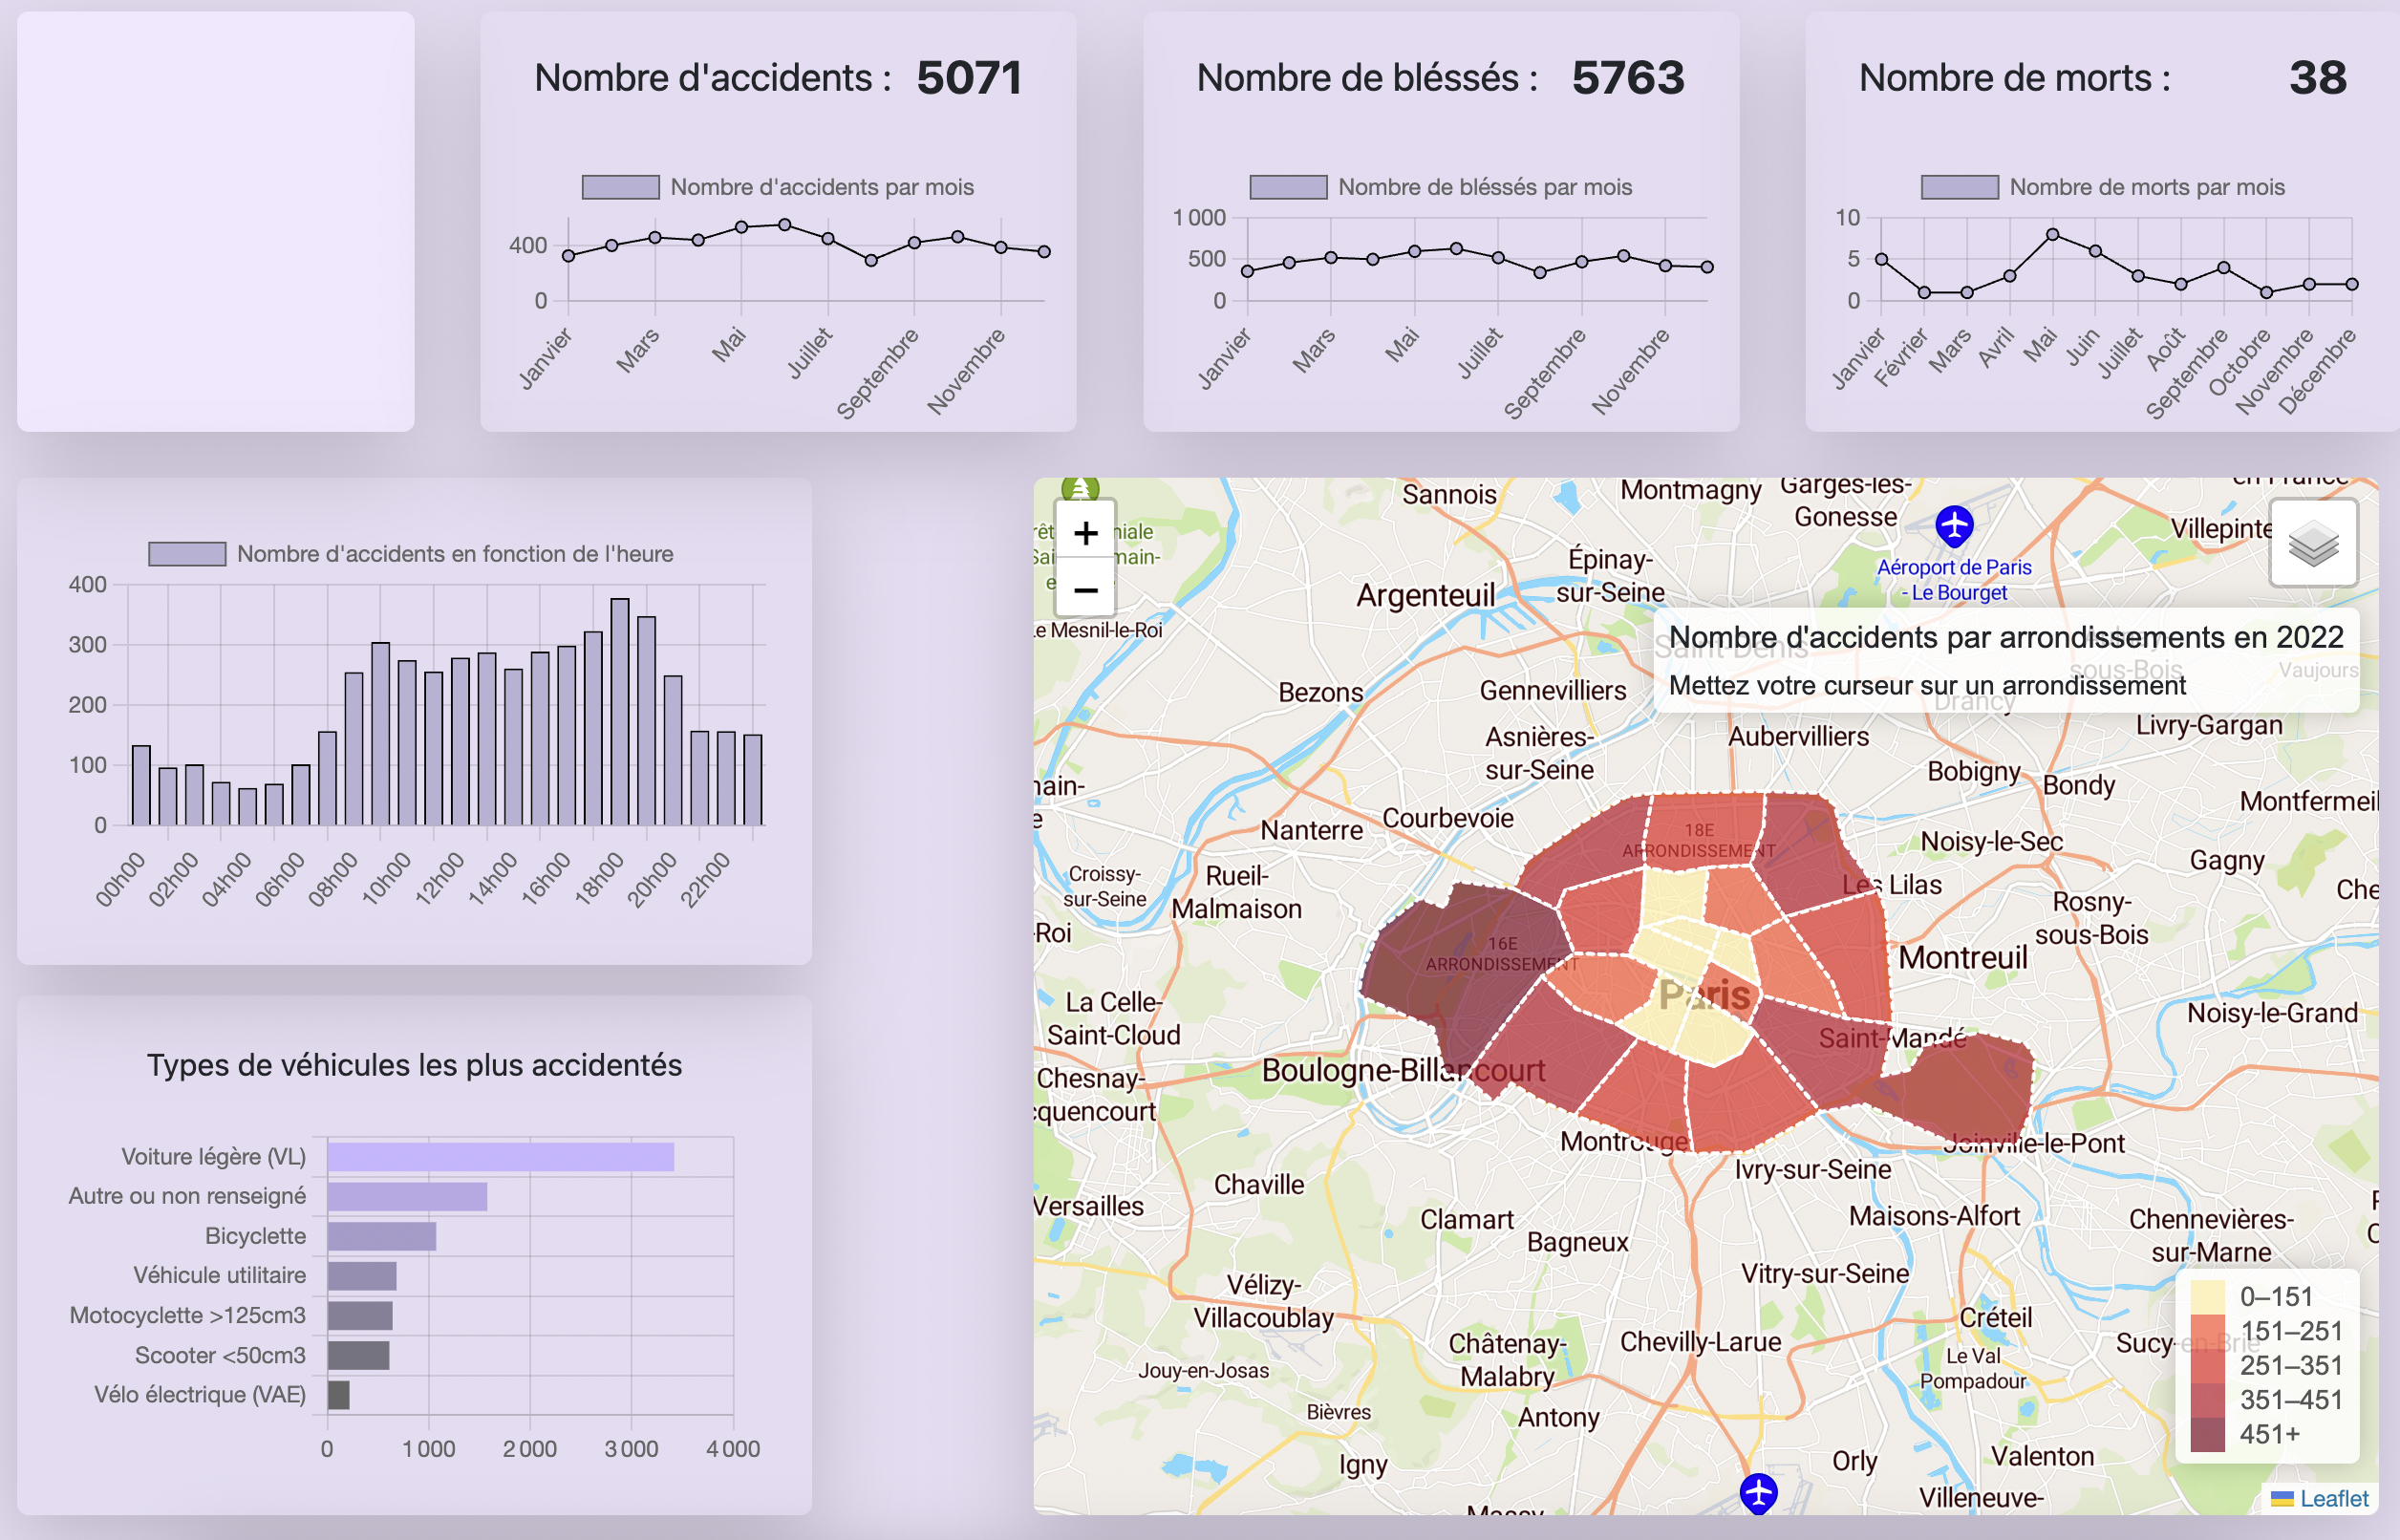 Nombre d'accidents : 5071
Nombre d'accidents par mois
400
0
Janvier
Mars
Mai
Juillet
Septembre
Novembre
Nombre de bléssés : 5763
Nombre de bléssés par mois
1 000
500
0
Janvier
Mars
Mai
Juillet
Septembre
Novembre
Nombre de morts : 38
Nombre de morts par mois
10
5
0
Janvier
Février
Mars
Avril
Mai
Juin
Juillet
Août
Septembre
Octobre
Novembre
Décembre
Nombre d'accidents en fonction de l'heure
400
300
200
100
0
00h00
02h00
04h00
06h00
08h00
10h00
12h00
14h00
16h00
18h00
20h00
22h00
Types de véhicules les plus accidentés
Voiture légère (VL)
Autre ou non renseigné
Bicyclette
Véhicule utilitaire
Motocyclette >125cm3
Scooter <50cm3
Vélo électrique (VAE)
0
1 000
2 000
3 000
4 000
+
−
Nombre d'accidents par arrondissements en 2022
Mettez votre curseur sur un arrondissement
Sannois
Montmagny
Garges-lès-
Gonesse
en France
Villepinte
Épinay-
sur-Seine
Argenteuil
Aéroport de Paris
- Le Bourget
Le Mesnil-le-Roi
Saint-Denis
sous-Bois
Vaujours
Drancy
Bezons
Gennevilliers
Livry-Gargan
Asnières-
sur-Seine
Aubervilliers
Bobigny
Bondy
Montfermeil
Nanterre
Courbevoie
18E
ARRONDISSEMENT
Noisy-le-Sec
Gagny
Croissy-
sur-Seine
Rueil-
Malmaison
Les Lilas
Rosny-
sous-Bois
16E
ARRONDISSEMENT
Montreuil
Paris
La Celle-
Saint-Cloud
Noisy-le-Grand
Saint-Mandé
Boulogne-Billancourt
Chesnay-
cquencourt
Montrouge
Joinville-le-Pont
Ivry-sur-Seine
Chaville
Versailles
Clamart
Maisons-Alfort
Chennevières-
sur-Marne
Bagneux
Vélizy-
Villacoublay
Vitry-sur-Seine
Créteil
Châtenay-
Malabry
Chevilly-Larue
Sucy-en-Brie
Le Val
Pompadour
Jouy-en-Josas
Bièvres
Antony
Igny
Orly
Valenton
Villeneuve-
Massy
0–151
151–251
251–351
351–451
451+
Leaflet